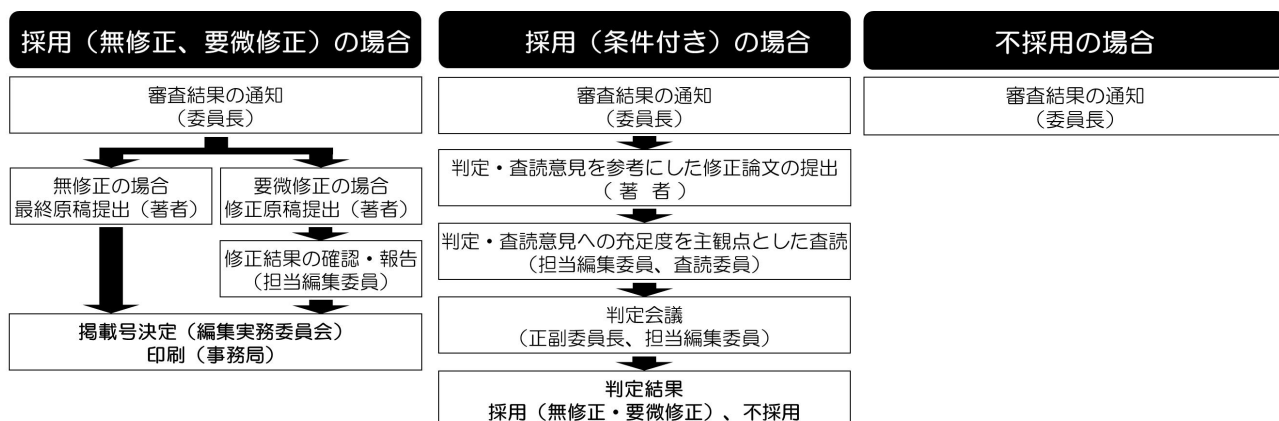 採用（無修正、要微修正）の場合
審査結果の通知
（委員長）
無修正の場合
最終原稿提出（著者）
要微修正の場合
修正原稿提出（著者）
修正結果の確認・報告
（担当編集委員）
掲載号決定（編集実務委員会）
印刷（事務局）
採用（条件付き）の場合
審査結果の通知
（委員長）
判定・査読意見を参考にした修正論文の提出
（ 著 者 ）
判定・査読意見への充足度を主観点とした査読
（担当編集委員、査読委員）
判定会議
（正副委員長、担当編集委員）
判定結果
採用（無修正・要微修正）、不採用
不採用の場合
審査結果の通知
（委員長）